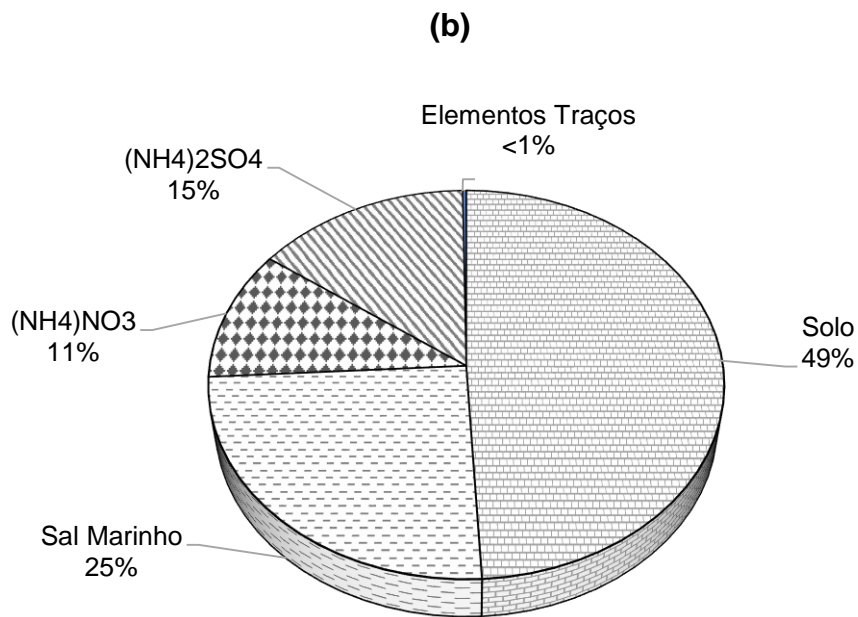 (b)
Elementos Traços
<1%
(NH4)2SO4
15%
(NH4)NO3
11%
Solo
49%
Sal Marinho
25%